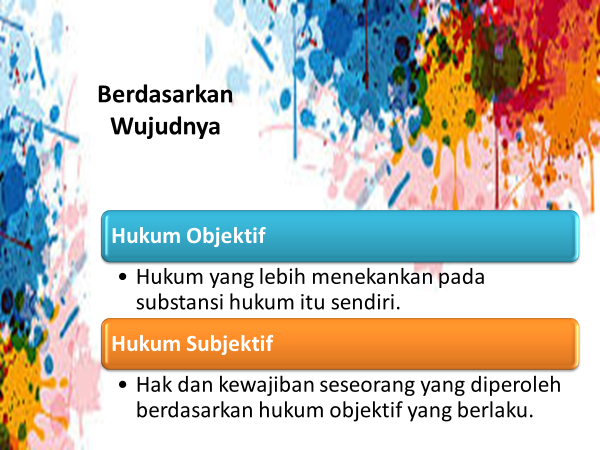 Berdasarkan
Wujudnya
Hukum Objektif
• Hukum yang lebih menekankan pada
substansi hukum itu sendiri.
Hukum Subjektif
• Hak dan kewajiban seseorang yang diperoleh
berdasarkan hukum objektif yang berlaku.